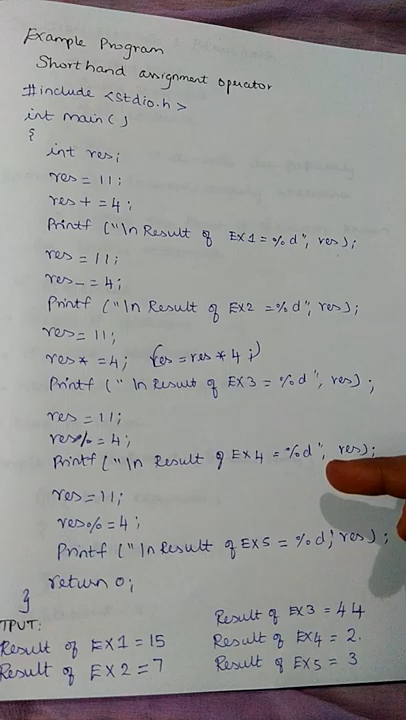 Example Program
Shorthand assignment operator
#include <stdio.h>
int main()
{
int res;
res = 11;
res + = 4;
Printf ("\n Result of EX1 = %d", res);
res = 11;
res - = 4;
Printf ("\n Result of EX2 = %d", res);
res = 11;
res * = 4; (res = res * 4;)
Printf ("\n Result of EX3 = %d", res);
res = 11;
res% = 4;
Printf ("\n Result of EX4 = %d", res);
res = 11;
res% = 4;
Printf ("\n Result of EX5 = %d", res);
return 0;
}
TPUT:
Result of EX1 = 15
Result of EX2 = 7
Result of EX3 = 44
Result of EX4 = 2.
Result of EX5 = 3